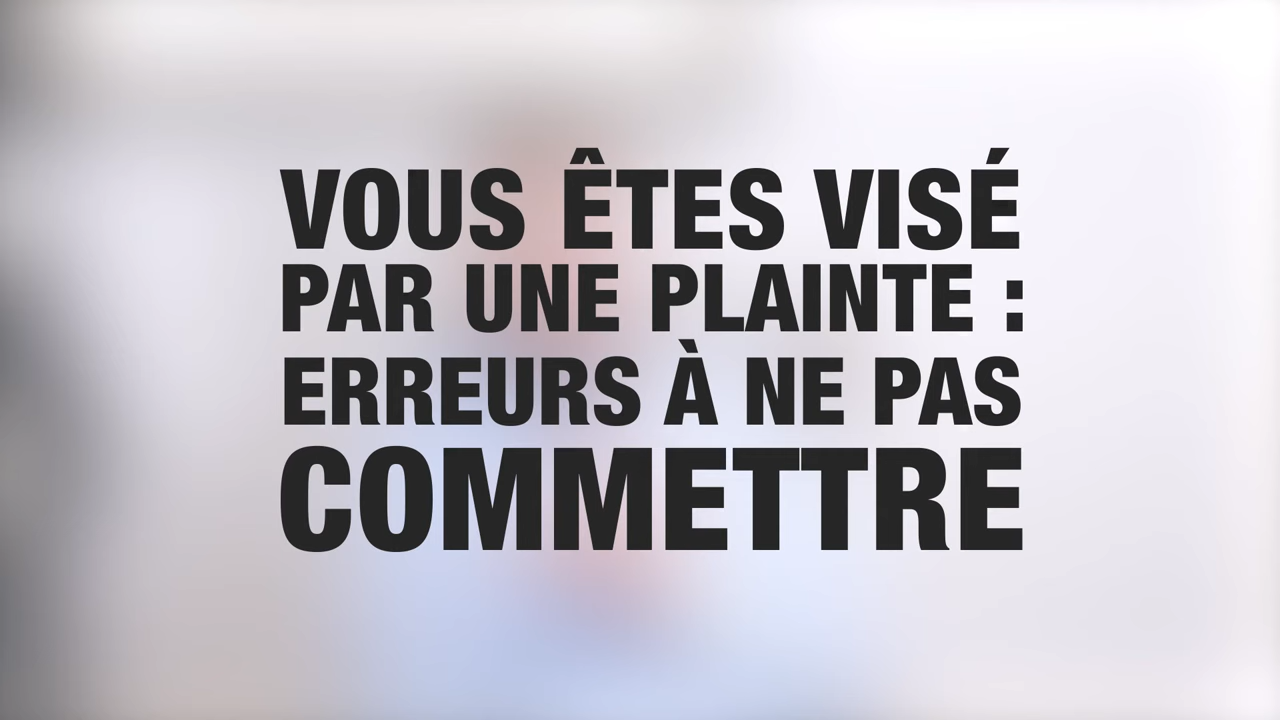 VOUS ÊTES VISÉ
PAR UNE PLAINTE :
ERREURS À NE PAS
COMMETTRE